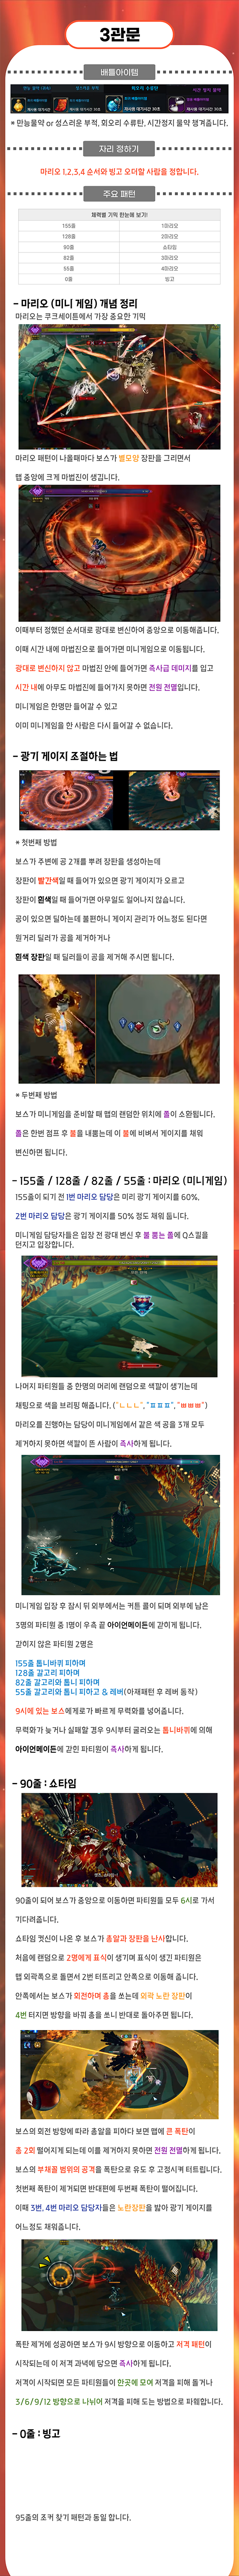 3관문
배틀아이템
※ 만능물약 or 성스러운 부적, 회오리 수류탄, 시간정지 물약 챙겨줍니다.
자리 정하기
마리오 1,2,3,4 순서와 빙고 오더할 사람을 정합니다.
주요 패턴
체력별 기믹 한눈에 보기!
155줄 1마리오
128줄 2마리오
90줄 쇼타임
82줄 3마리오
55줄 4마리오
0줄 빙고
- 마리오 (미니 게임) 개념 정리
마리오는 쿠크세이튼에서 가장 중요한 기믹
마리오 패턴이 나올때마다 보스가 별모양 장판을 그리면서
맵 중앙에 크게 마법진이 생깁니다.
이때부터 정했던 순서대로 광대로 변신하여 중앙으로 이동해줍니다.
이때 시간 내에 마법진으로 들어가면 미니게임으로 이동됩니다.
광대로 변신하지 않고 마법진 안에 들어가면 즉사급 데미지를 입고
시간 내에 아무도 마법진에 들어가지 못하면 전원 전멸입니다.
미니게임은 한명만 들어갈 수 있고
이미 미니게임을 한 사람은 다시 들어갈 수 없습니다.
- 광기 게이지 조절하는 법
※ 첫번째 방법
보스가 주변에 공 2개를 뿌려 장판을 생성하는데
장판이 빨간색일 때 들어가 있으면 광기 게이지가 오르고
장판이 흰색일 때 들어가면 아무일도 일어나지 않습니다.
공이 있으면 딜하는데 불편하니 게이지 관리가 어느정도 된다면
원거리 딜러가 공을 제거하거나
흰색 장판일 때 딜러들이 공을 제거해 주시면 됩니다.
※ 두번째 방법
보스가 미니게임을 준비할 때 맵의 랜덤한 위치에 쫄이 소환됩니다.
쫄은 한번 점프 후 불을 내뿜는데 이 불에 비벼서 게이지를 채워
변신하면 됩니다.
- 155줄 / 128줄 / 82줄 / 55줄 : 마리오 (미니게임)
155줄이 되기 전 1번 마리오 담당은 미리 광기 게이지를 60%,
2번 마리오 담당은 광기 게이지를 50% 정도 채워 둡니다.
미니게임 담당자들은 입장 전 광대 변신 후 불 뿜는 쫄에 Q스킬을
던지고 입장합니다.
나머지 파티원들 중 한명의 머리에 랜덤으로 색깔이 생기는데
채팅으로 색을 브리핑 해줍니다. ("ㄴㄴㄴ", "ㅍㅍㅍ", "ㅃㅃㅃ")
마리오를 진행하는 담당이 미니게임에서 같은 색 공을 3개 모두
제거하지 못하면 색깔이 뜬 사람이 즉사하게 됩니다.
미니게임 입장 후 잠시 뒤 외부에서는 커튼 콜이 되며 외부에 남은
3명의 파티원 중 1명이 우측 끝 아이언메이든에 갇히게 됩니다.
갇히지 않은 파티원 2명은
155줄 톱니바퀴 피하며
128줄 갈고리 피하며
82줄 갈고리와 톱니 피하며
55줄 갈고리와 톱니 피하고 & 레버(아재패턴 후 레버 동작)
9시에 있는 보스에게로가 빠르게 무력화를 넣어줍니다.
무력화가 늦거나 실패할 경우 9시부터 굴러오는 톱니바퀴에 의해
아이언메이든에 갇힌 파티원이 즉사하게 됩니다.
- 90줄 : 쇼타임
90줄이 되어 보스가 중앙으로 이동하면 파티원들 모두 6시로 가서
기다려줍니다.
쇼타임 컷신이 나온 후 보스가 총알과 장판을 난사합니다.
처음에 랜덤으로 2명에게 표식이 생기며 표식이 생긴 파티원은
맵 외곽쪽으로 돌면서 2번 터뜨리고 안쪽으로 이동해 줍니다.
안쪽에서는 보스가 회전하며 총을 쏘는데 외곽 노란 장판이
4번 터지면 방향을 바꿔 총을 쏘니 반대로 돌아주면 됩니다.
보스의 회전 방향에 따라 총알을 피하다 보면 맵에 큰 폭탄이
총 2회 떨어지게 되는데 이를 제거하지 못하면 전원 전멸하게 됩니다.
보스의 부채꼴 범위의 공격을 폭탄으로 유도 후 고정시켜 터트립니다.
첫번째 폭탄이 제거되면 반대편에 두번째 폭탄이 떨어집니다.
이때 3번, 4번 마리오 담당자들은 노란장판을 밟아 광기 게이지를
어느정도 채워줍니다.
폭탄 제거에 성공하면 보스가 9시 방향으로 이동하고 저격 패턴이
시작되는데 이 저격 과녁에 닿으면 즉사하게 됩니다.
저격이 시작되면 모든 파티원들이 한곳에 모여 저격을 피해 돌거나
3/6/9/12 방향으로 나뉘어 저격을 피해 도는 방법으로 파훼합니다.
- 0줄 : 빙고
95줄의 조커 찾기 패턴과 동일 합니다.